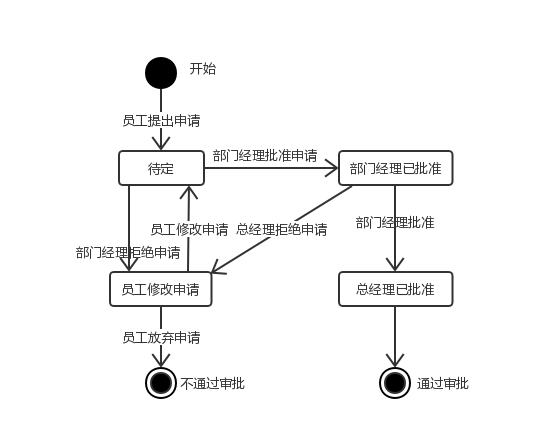 开始
员工提出申请
部门经理批准申请
待定
部门经理已批准
部门经理批准
员工修改申请
总经理拒绝申请
部门经理拒绝申请
员工修改申请
总经理已批准
员工放弃申请
不通过审批
通过审批